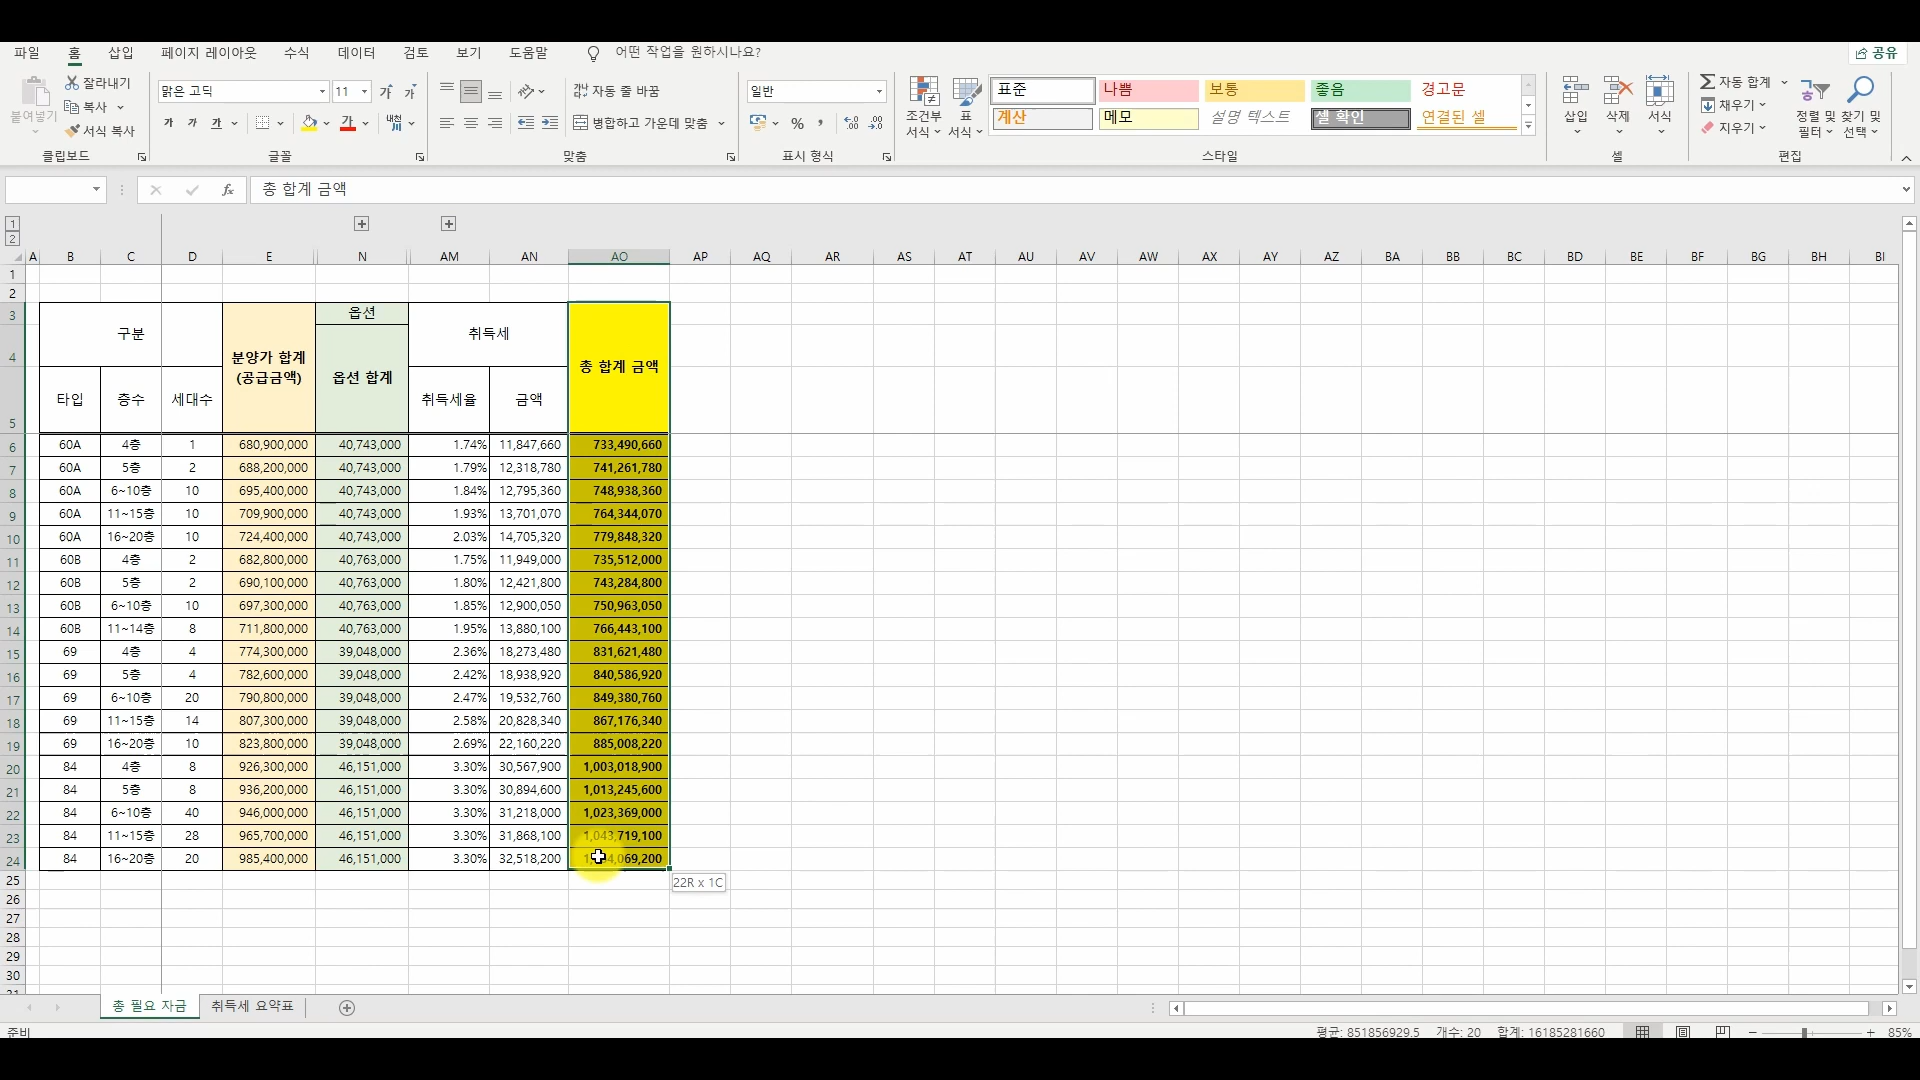 파일 홈 삽입 페이지 레이아웃 수식 데이터 검토 보기 도움말 어떤 작업을 원하시나요? 공유
붙여넣기 잘라내기 복사 서식 복사 클립보드
맑은 고딕 11 가 가 가 가 가 가 내천 글꼴
자동 줄 바꿈 병합하고 가운데 맞춤 맞춤
일반 % 표시 형식
조건부 서식 표 서식 표준 나쁨 보통 좋음 경고문
계산 메모 설명 텍스트 셀 확인 연결된 셀 스타일
삽입 삭제 서식 셀
자동 합계 채우기 지우기 정렬 및 필터 찾기 및 선택 편집
fx 총 합계 금액
1
2
A B C D E N AM AN AO AP AQ AR AS AT AU AV AW AX AY AZ BA BB BC BD BE BF BG BH BI
1
2
3 구분 분양가 합계 (공급금액) 옵션 취득세 총 합계 금액
4 옵션 합계
5 타입 층수 세대수 취득세율 금액
6 60A 4층 1 680,900,000 40,743,000 1.74% 11,847,660 733,490,660
7 60A 5층 2 688,200,000 40,743,000 1.79% 12,318,780 741,261,780
8 60A 6~10층 10 695,400,000 40,743,000 1.84% 12,795,360 748,938,360
9 60A 11~15층 10 709,900,000 40,743,000 1.93% 13,701,070 764,344,070
10 60A 16~20층 10 724,400,000 40,743,000 2.03% 14,705,320 779,848,320
11 60B 4층 2 682,800,000 40,763,000 1.75% 11,949,000 735,512,000
12 60B 5층 2 690,100,000 40,763,000 1.80% 12,421,800 743,284,800
13 60B 6~10층 10 697,300,000 40,763,000 1.85% 12,900,050 750,963,050
14 60B 11~14층 8 711,800,000 40,763,000 1.95% 13,880,100 766,443,100
15 69 4층 4 774,300,000 39,048,000 2.36% 18,273,480 831,621,480
16 69 5층 4 782,600,000 39,048,000 2.42% 18,938,920 840,586,920
17 69 6~10층 20 790,800,000 39,048,000 2.47% 19,532,760 849,380,760
18 69 11~15층 14 807,300,000 39,048,000 2.58% 20,828,340 867,176,340
19 69 16~20층 10 823,800,000 39,048,000 2.69% 22,160,220 885,008,220
20 84 4층 8 926,300,000 46,151,000 3.30% 30,567,900 1,003,018,900
21 84 5층 8 936,200,000 46,151,000 3.30% 30,894,600 1,013,245,600
22 84 6~10층 40 946,000,000 46,151,000 3.30% 31,218,000 1,023,369,000
23 84 11~15층 28 965,700,000 46,151,000 3.30% 31,868,100 1,043,719,100
24 84 16~20층 20 985,400,000 46,151,000 3.30% 32,518,200
25 22R x 1C
26
27
28
29
30
총 필요 자금 취득세 요약표
준비 평균: 851856929.5 개수: 20 합계: 16185281660 85%